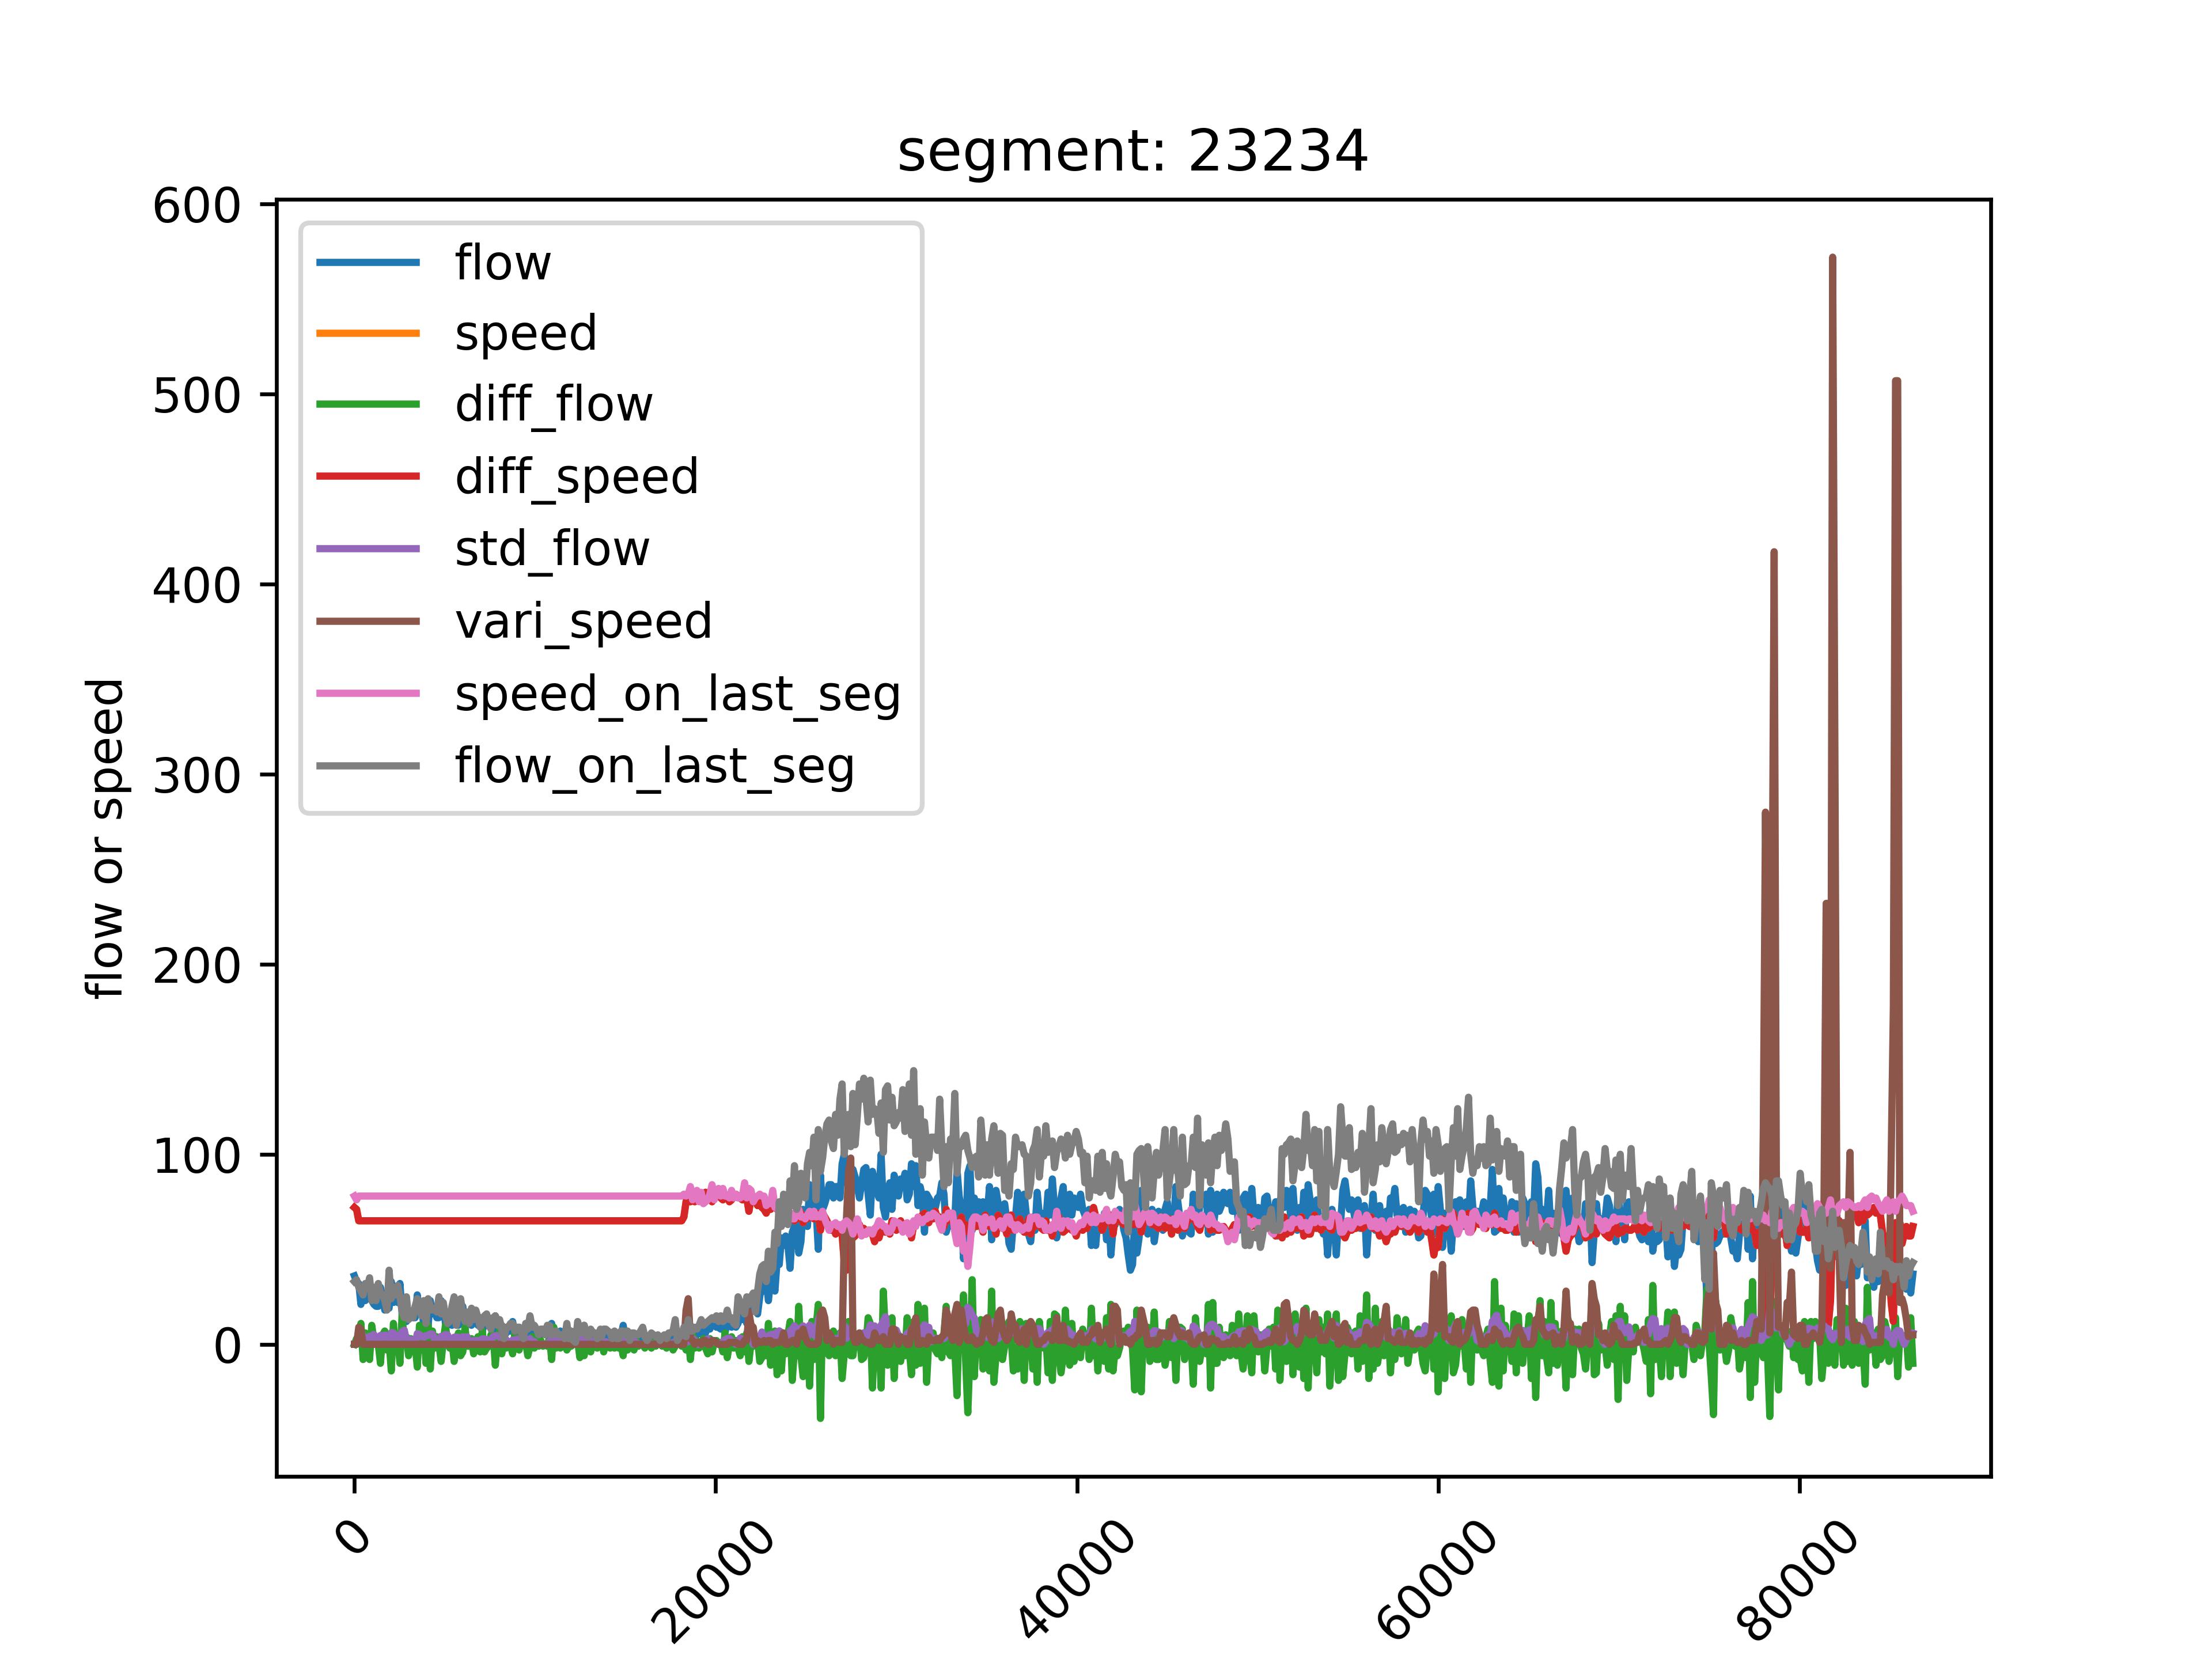 segment: 23234
600
500
400
300
200
100
0
flow or speed
flow
speed
diff_flow
diff_speed
std_flow
vari_speed
speed_on_last_seg
flow_on_last_seg
0
20000
40000
60000
80000